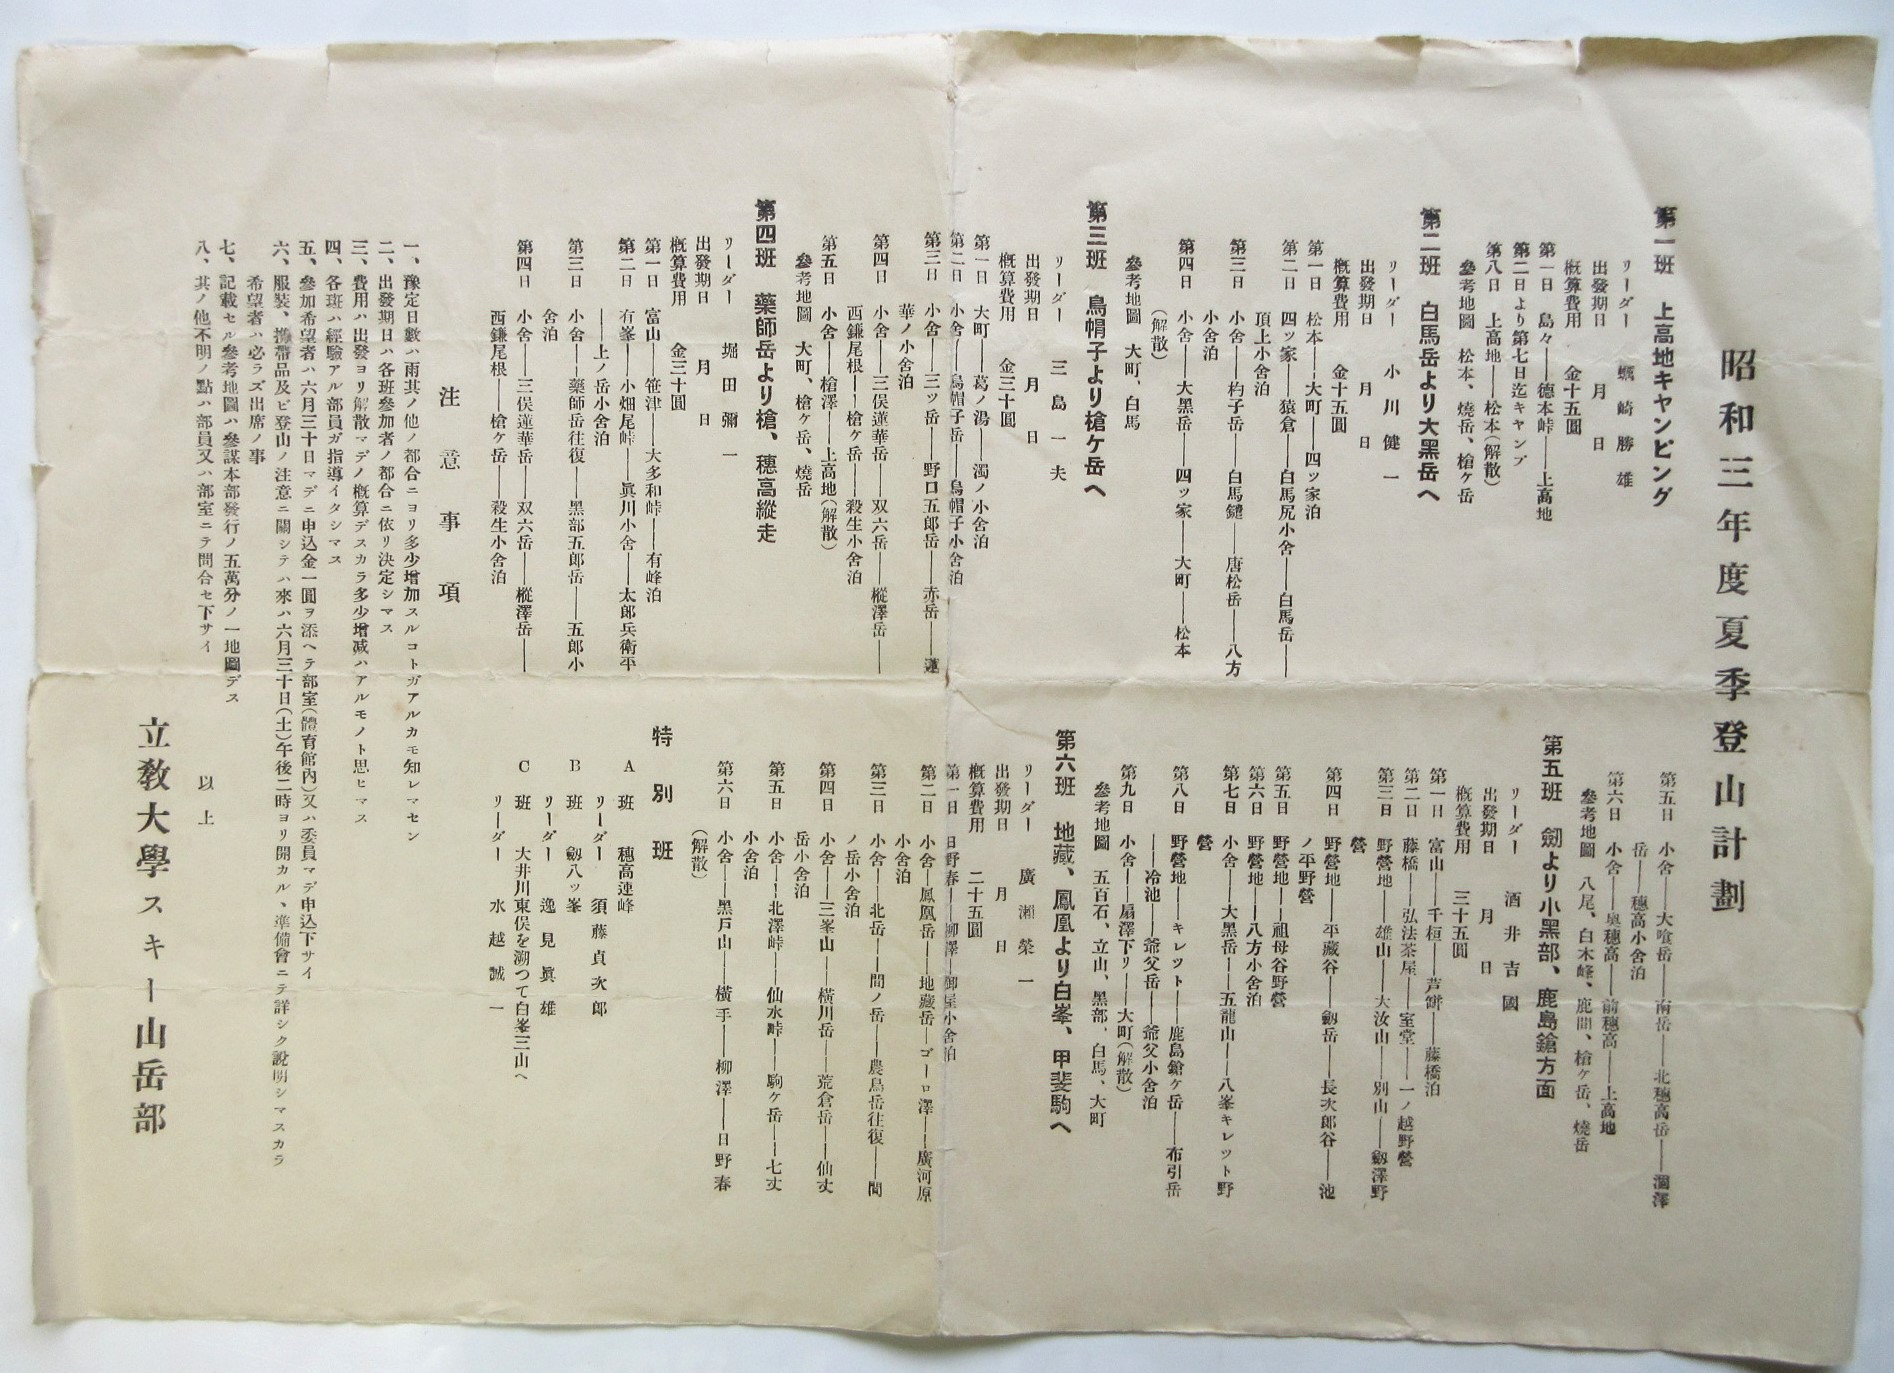 昭和三年度夏季登山計劃
第一班　上高地キャンピング
リーダー　蠣崎勝雄
出發期日　月　日
概算費用　金十五圓
第一日　島々――德本峠――上高地
第二日より第七日迄キャンプ
第八日　上高地――松本(解散)
參考地圖　松本、燒岳、槍ヶ岳
第二班　白馬岳より大黑岳へ
リーダー　小川健一
出發期日　月　日
概算費用　金十五圓
第一日　松本――大町――四ッ家泊
第二日　四ッ家――猿倉――白馬尻小舍――白馬岳――
頂上小舍泊
第三日　小舍――杓子岳――白馬鑓――唐松岳――八方
小舍泊
第四日　小舍――大黑岳――四ッ家――大町――松本
(解散)
參考地圖　大町、白馬
第三班　烏帽子より槍ケ岳へ
リーダー　三島一夫
出發期日　月　日
概算費用　金三十圓
第一日　大町――葛ノ湯――濁ノ小舍泊
第二日　小舍――烏帽子岳――烏帽子小舍泊
第三日　小舍――三ツ岳――野口五郎岳――赤岳――蓮
華ノ小舍泊
第四日　小舍――三俣蓮華岳――双六岳――樅澤岳――
西鎌尾根――槍ケ岳――殺生小舍泊
第五日　小舍――槍澤――上高地(解散)
參考地圖　大町、槍ヶ岳、燒岳
第四班　藥師岳より槍、穗高縱走
リーダー　堀田彌一
出發期日　月　日
概算費用　金三十圓
第一日　富山――笹津――大多和峠――有峰泊
第二日　有峯――小畑尾峠――眞川小舍――太郎兵衛平
――上ノ岳小舍泊
第三日　小舍――藥師岳往復――黑部五郎岳――五郎小
舍泊
第四日　小舍――三俣蓮華岳――双六岳――樅澤岳――
西鎌尾根――槍ケ岳――殺生小舍泊
第五日　小舍――大喰岳――南岳――北穗高岳――涸澤
岳――穗高小舍泊
第六日　小舍――奥穗高――前穗高――上高地
參考地圖　八尾、白木峰、鹿間、槍ヶ岳、燒岳
第五班　劒より小黑部、鹿島鎗方面
リーダー　酒井吉國
出發期日　月　日
概算費用　三十五圓
第一日　富山――千垣――芦餅――藤橋泊
第二日　藤橋――弘法茶屋――室堂――一ノ越野營
第三日　野營地――雄山――大汝山――別山――劒澤野
營
第四日　野營地――平藏谷――劒岳――長次郎谷――池
ノ平野營
第五日　野營地――祖母谷野營
第六日　野營地――八方小舍泊
第七日　小舍――大黑岳――五龍山――八峯キレット野
營
第八日　野營地――キレット――鹿島鎗ヶ岳――布引岳
――冷池――爺父岳――爺父小舍泊
第九日　小舍――扇澤下リ――大町(解散)
參考地圖　五百石、立山、黑部、白馬、大町
第六班　地藏、鳳凰より白峯、甲斐駒へ
リーダー　廣瀨榮一
出發期日　月　日
概算費用　二十五圓
第一日　日野春――柳澤――御屋小舍泊
第二日　小舍――鳳凰岳――地藏岳――ゴーロ澤――廣河原
小舍泊
第三日　小舍――北岳――間ノ岳――農鳥岳往復――間
ノ岳小舍泊
第四日　小舍――三峯山――橫川岳――荒倉岳――仙丈
岳小舍泊
第五日　小舍――北澤峠――仙水峠――駒ヶ岳――七丈
小舍泊
第六日　小舍――黑戸山――橫手――柳澤――日野春
(解散)
特別班
A班　穗高連峰
リーダー　須藤貞次郎
B班　劒八ッ峯
リーダー　逸見眞雄
C班　大井川東俣を溯つて白峯三山へ
リーダー　水越誠一
注意事項
一、豫定日數ハ雨其ノ他ノ都合ニヨリ多少增加スルコトガアルカモ知レマセン
二、出發期日ハ各班參加者ノ都合ニ依リ決定シマス
三、費用ハ出發ヨリ解散マデノ概算デスカラ多少增減ハアルモノト思ヒマス
四、各班ハ經驗アル部員ガ指導イタシマス
五、參加希望者ハ六月三十日マデニ申込金一圓ヲ添ヘテ部室(體育館內)又ハ委員マデ申込下サイ
六、服裝、攜帶品及ビ登山ノ注意ニ關シテハ來ハ六月三十日(土)午後二時ヨリ開カル、準備會ニテ詳シク說明シマスカラ
希望者ハ必ラズ出席ノ事
七、記載セル參考地圖ハ參謀本部發行ノ五萬分ノ一地圖デス
八、其ノ他不明ノ點ハ部員又ハ部室ニテ問合セ下サイ
以上
立敎大學スキー山岳部